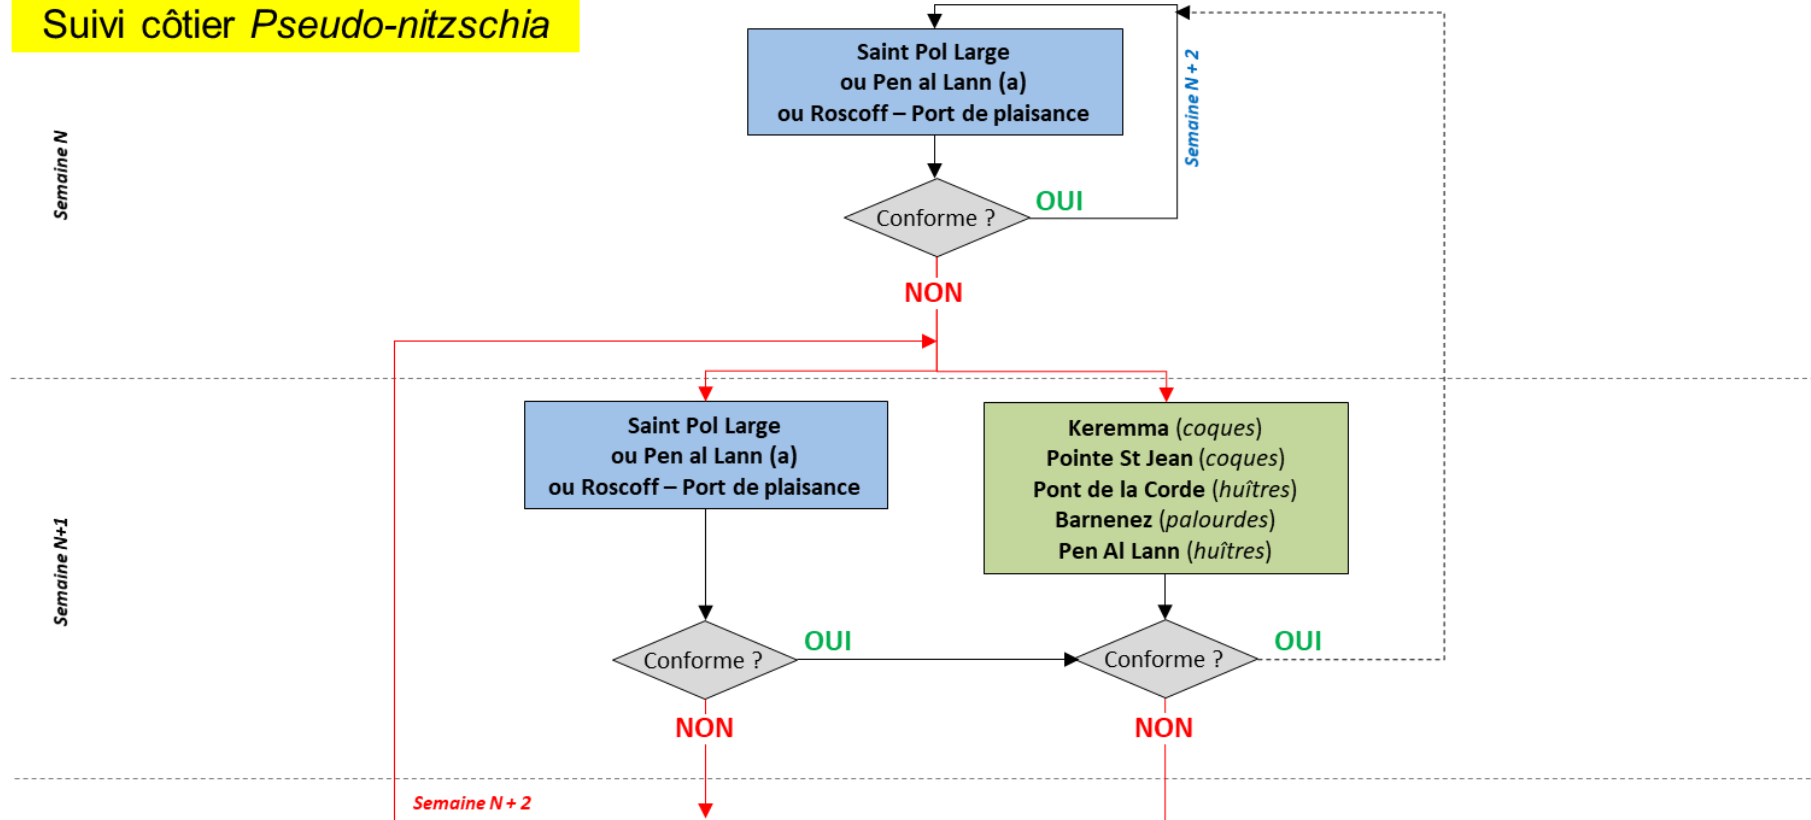 Suivi côtier Pseudo-nitzschia
Saint Pol Large
ou Pen al Lann (a)
ou Roscoff – Port de plaisance
Semaine N + 2
Semaine N
Conforme ?
OUI
NON
Saint Pol Large
ou Pen al Lann (a)
ou Roscoff – Port de plaisance
Keremma (coques)
Pointe St Jean (coques)
Pont de la Corde (huîtres)
Barnenez (palourdes)
Pen Al Lann (huîtres)
Semaine N+1
Conforme ?
OUI
Conforme ?
OUI
NON
NON
Semaine N + 2